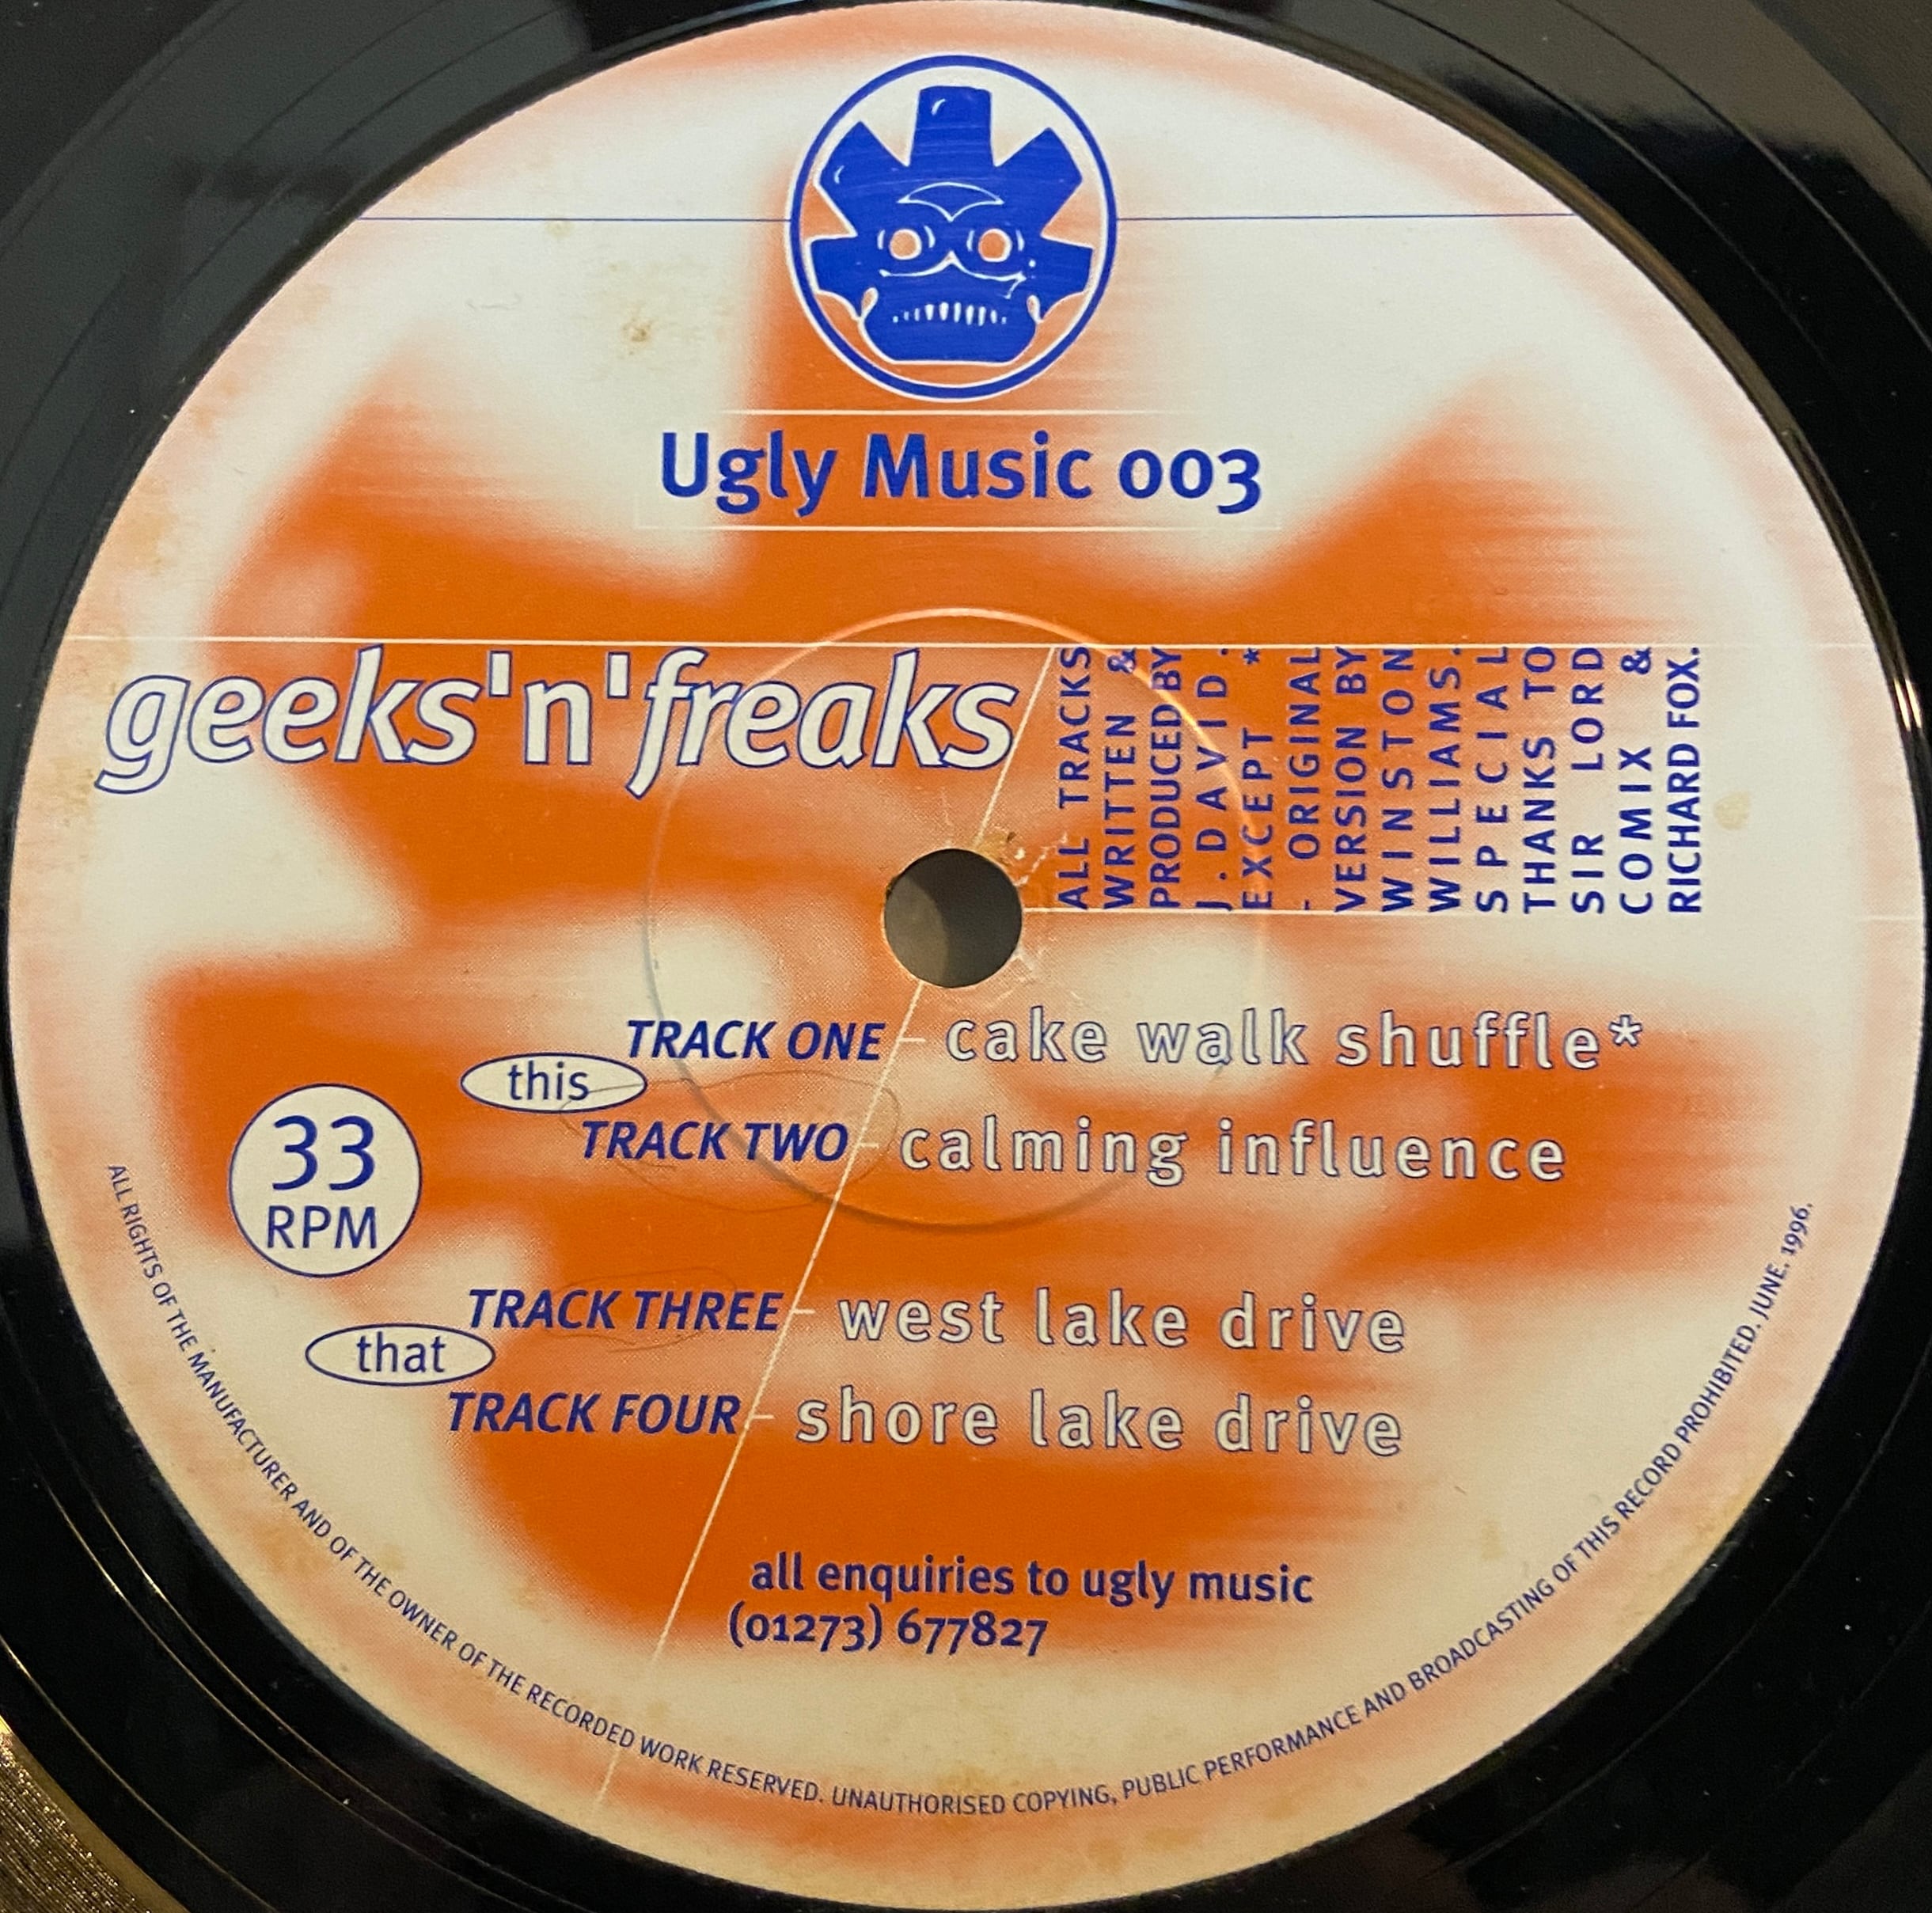 Ugly Music 003
geeks'n'freaks
ALL TRACKS
WRITTEN &
PRODUCED BY
J. DAVID.
EXCEPT *
- ORIGINAL
VERSION BY
WINSTON
WILLIAMS.
SPECIAL
THANKS TO
SIR LORD
COMIX &
RICHARD FOX.
TRACK ONE - cake walk shuffle*
this
TRACK TWO - calming influence
33
RPM
TRACK THREE - west lake drive
that
TRACK FOUR - shore lake drive
all enquiries to ugly music
(01273) 677827
ALL RIGHTS OF THE MANUFACTURER AND OF THE OWNER OF THE RECORDED WORK RESERVED. UNAUTHORISED COPYING, PUBLIC PERFORMANCE AND BROADCASTING OF THIS RECORD PROHIBITED. JUNE. 1996.